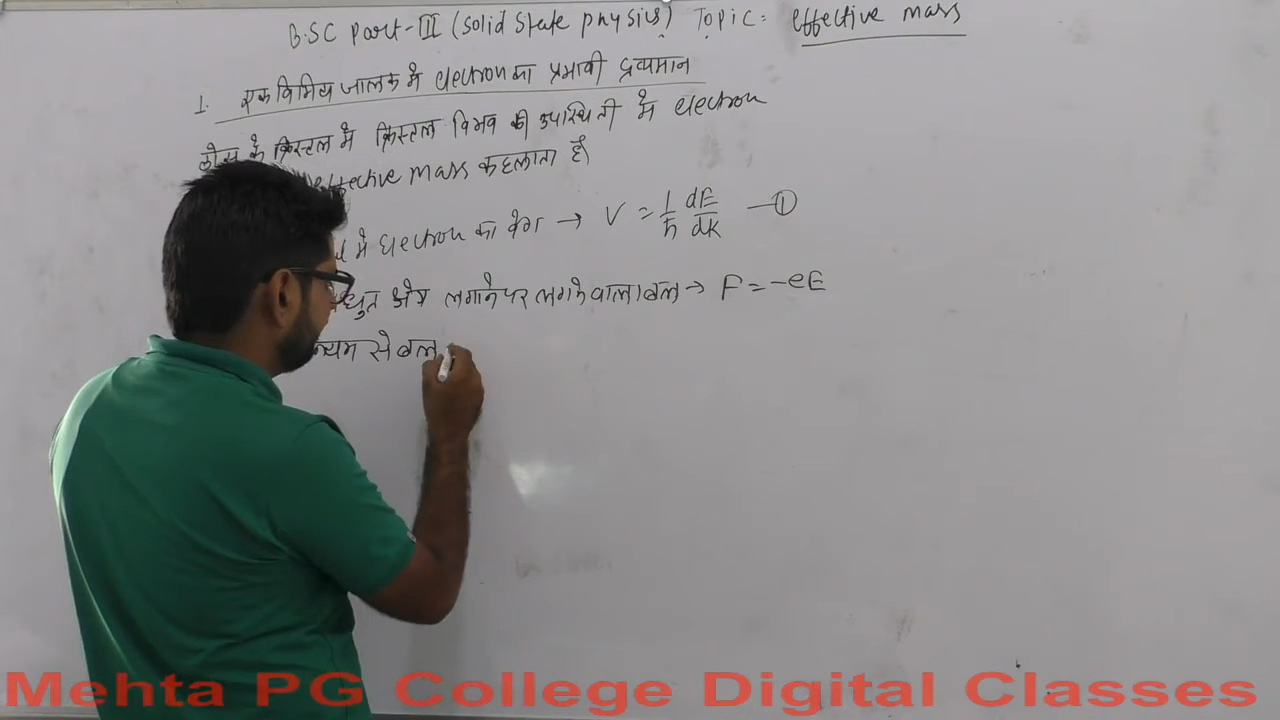 B.SC Part-III (Solid State physics) Topic: effective mass
1. एक विमिय जालक मे electron का प्रभावी द्रव्यमान
ठोस के क्रिस्टल मे क्रिस्टल विभव की उपस्थिती मे electron
effective mass कहलाता है
मे electron का वेग → V = 1/ħ dE/dK —①
क्षेत्र लगाने पर लगने वाला बल → F = -eE
से बल
Mehta PG College Digital Classes